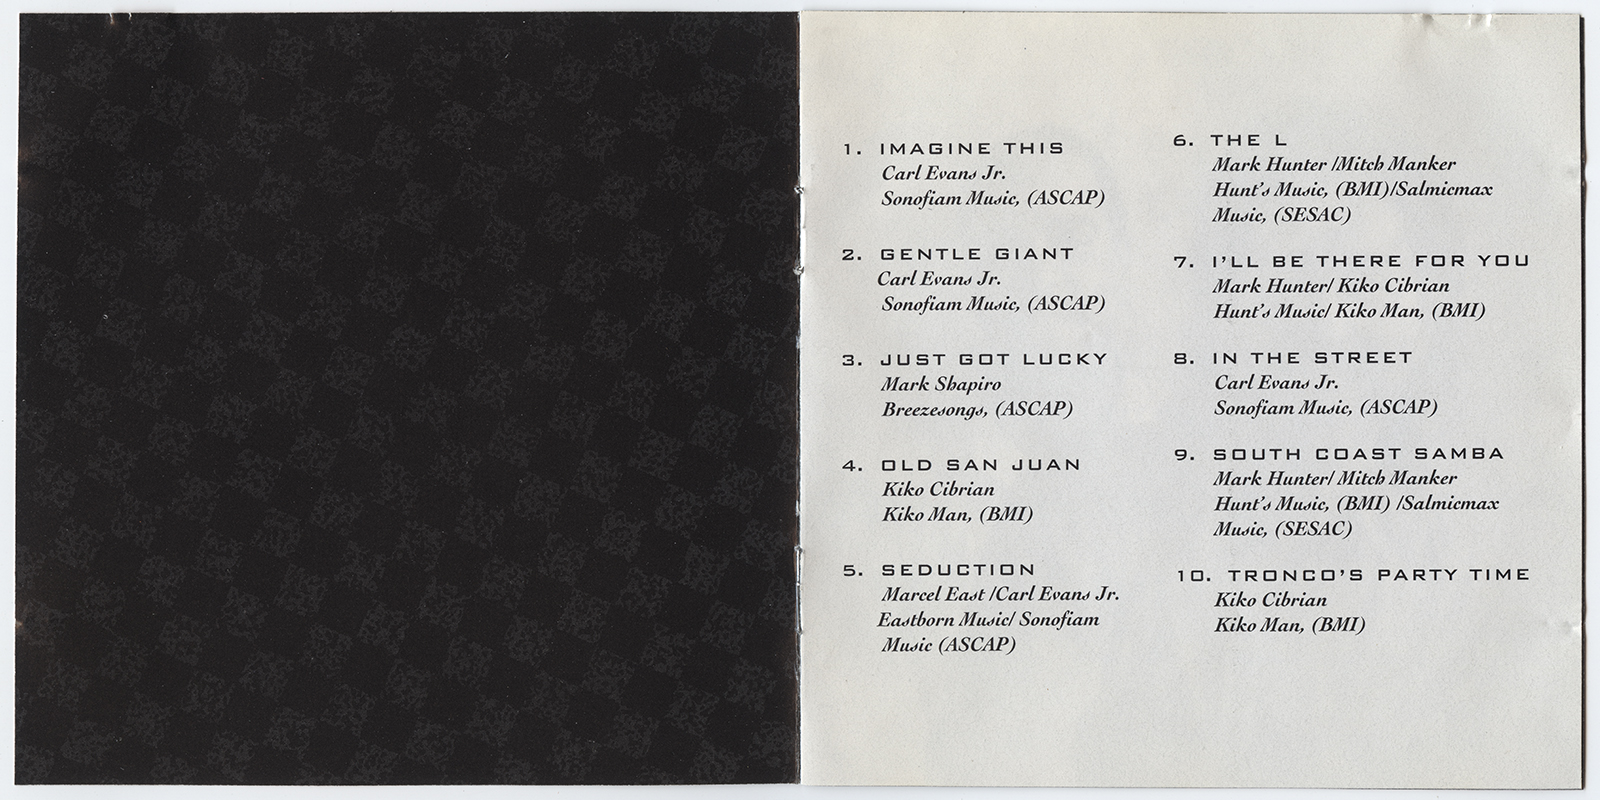 1. IMAGINE THIS
Carl Evans Jr.
Sonofiam Music, (ASCAP)
2. GENTLE GIANT
Carl Evans Jr.
Sonofiam Music, (ASCAP)
3. JUST GOT LUCKY
Mark Shapiro
Breezesongs, (ASCAP)
4. OLD SAN JUAN
Kiko Cibrian
Kiko Man, (BMI)
5. SEDUCTION
Marcel East /Carl Evans Jr.
Eastborn Music/ Sonofiam
Music (ASCAP)
6. THE L
Mark Hunter /Mitch Manker
Hunt's Music, (BMI)/Salmicmax
Music, (SESAC)
7. I'LL BE THERE FOR YOU
Mark Hunter/ Kiko Cibrian
Hunt's Music/ Kiko Man, (BMI)
8. IN THE STREET
Carl Evans Jr.
Sonofiam Music, (ASCAP)
9. SOUTH COAST SAMBA
Mark Hunter/ Mitch Manker
Hunt's Music, (BMI) /Salmicmax
Music, (SESAC)
10. TRONCO'S PARTY TIME
Kiko Cibrian
Kiko Man, (BMI)